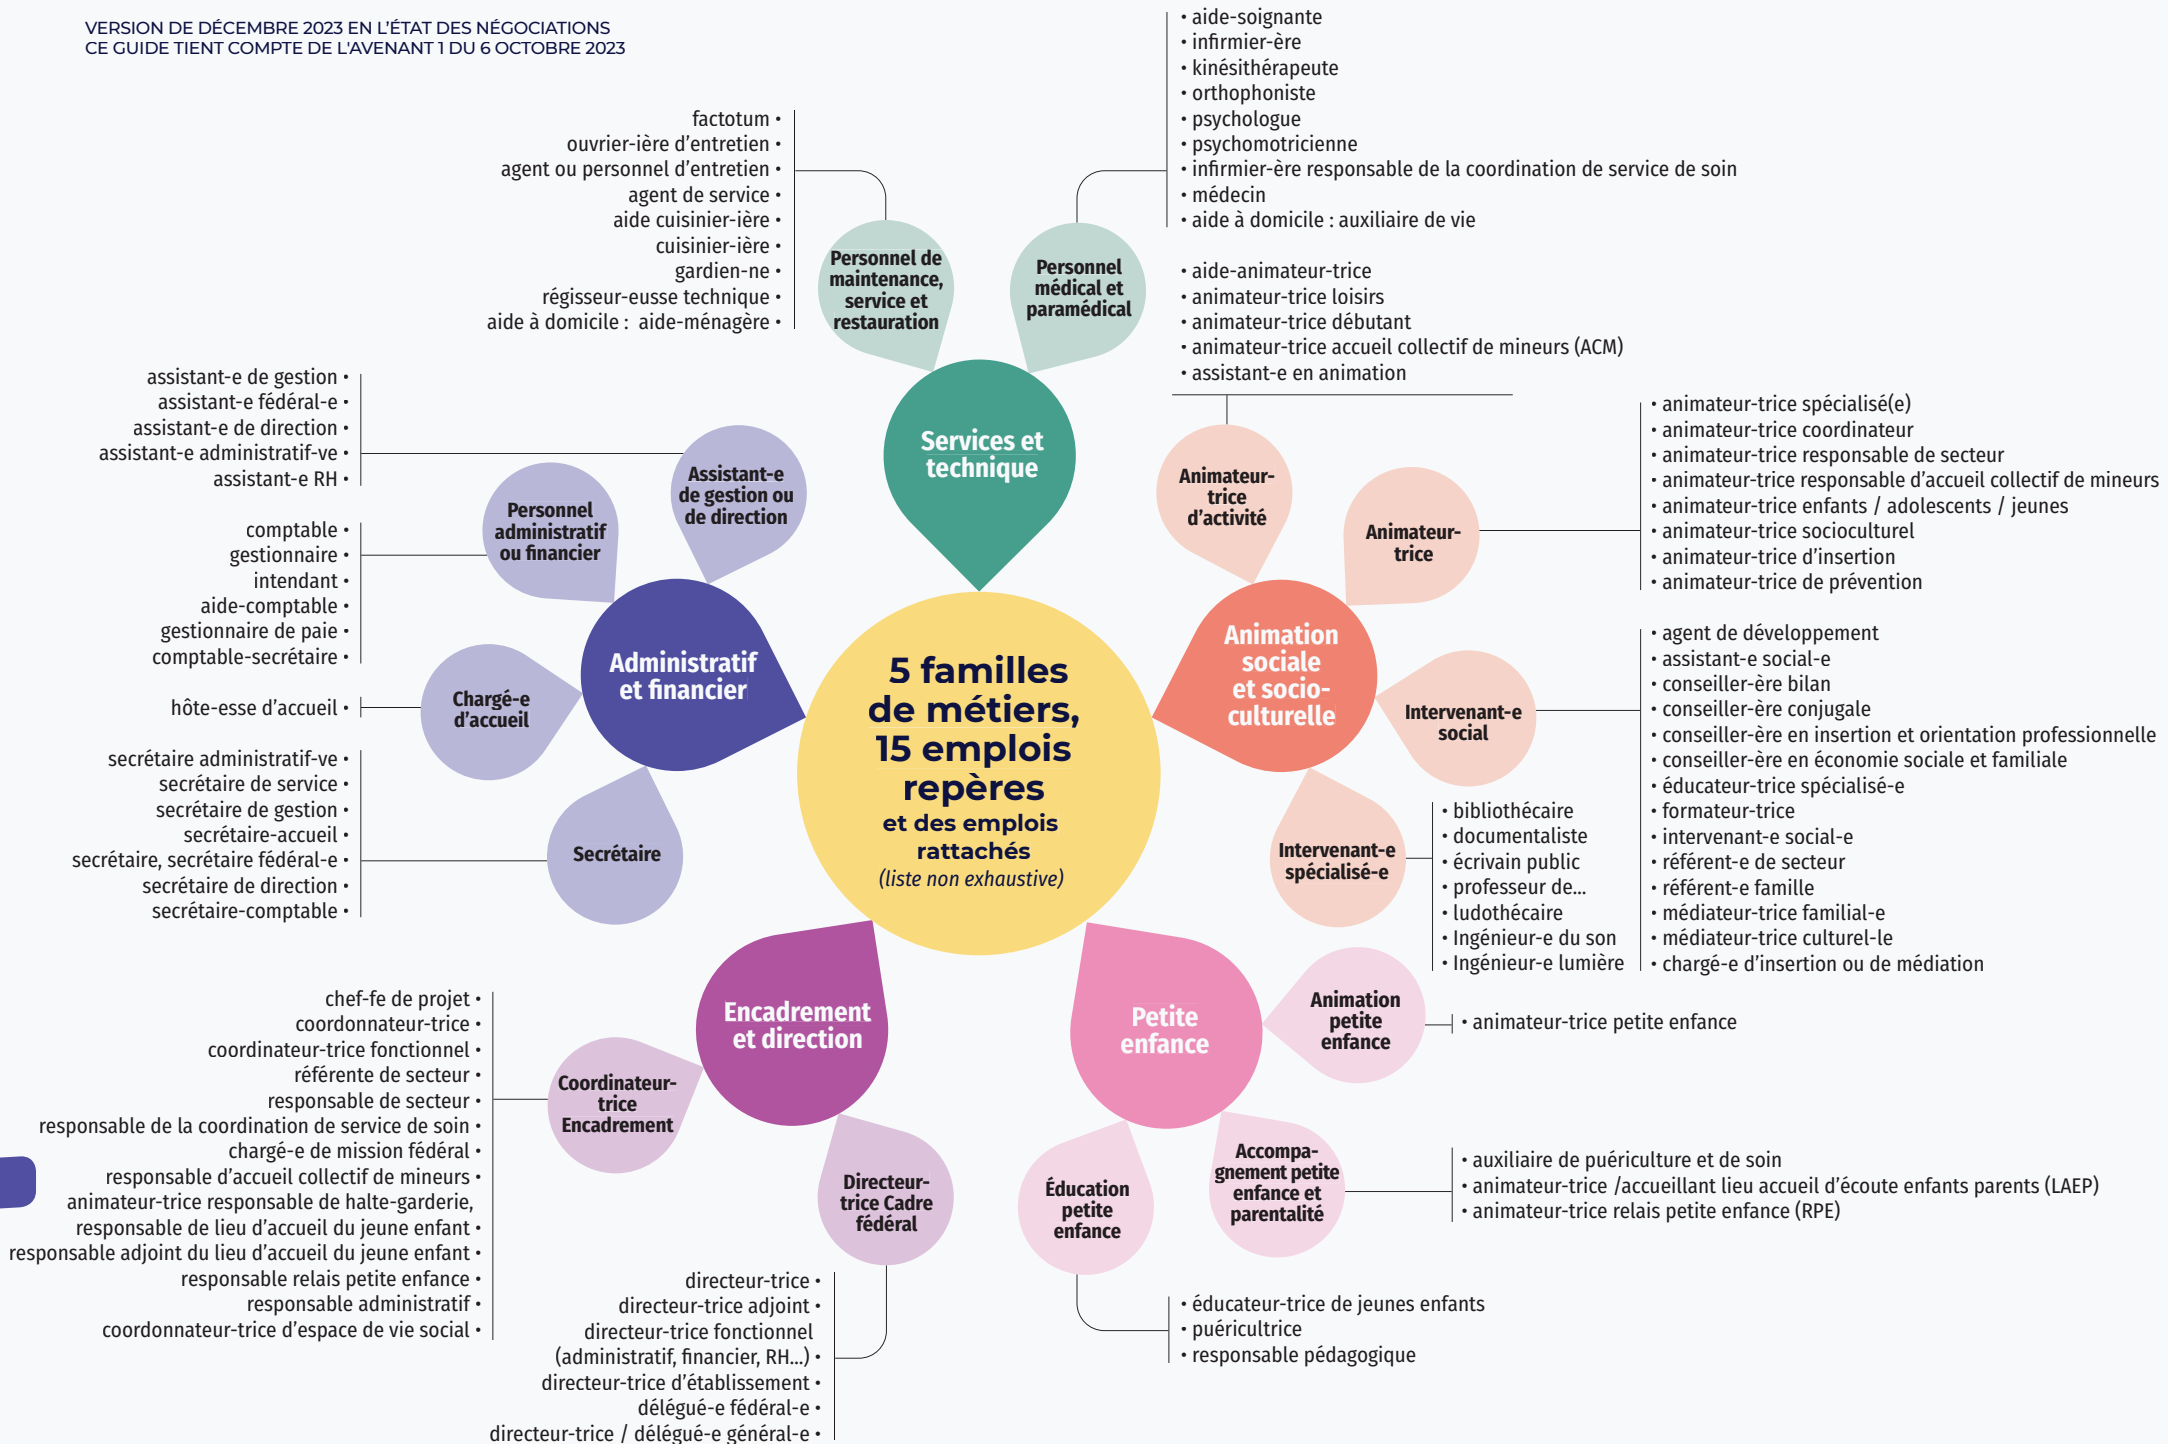 VERSION DE DÉCEMBRE 2023 EN L'ÉTAT DES NÉGOCIATIONS
CE GUIDE TIENT COMPTE DE L'AVENANT 1 DU 6 OCTOBRE 2023
factotum •
ouvrier-ière d'entretien •
agent ou personnel d'entretien •
agent de service •
aide cuisinier-ière •
cuisinier-ière •
gardien-ne •
régisseur-eusse technique •
aide à domicile : aide-ménagère •
Personnel de
maintenance,
service et
restauration
• aide-soignante
• infirmier-ère
• kinésithérapeute
• orthophoniste
• psychologue
• psychomotricienne
• infirmier-ère responsable de la coordination de service de soin
• médecin
• aide à domicile : auxiliaire de vie
Personnel
médical et
paramédical
Services et
technique
• aide-animateur-trice
• animateur-trice loisirs
• animateur-trice débutant
• animateur-trice accueil collectif de mineurs (ACM)
• assistant-e en animation
Animateur-
trice
d'activité
• animateur-trice spécialisé(e)
• animateur-trice coordinateur
• animateur-trice responsable de secteur
• animateur-trice responsable d'accueil collectif de mineurs
• animateur-trice enfants / adolescents / jeunes
• animateur-trice socioculturel
• animateur-trice d'insertion
• animateur-trice de prévention
Animateur-
trice
assistant-e de gestion •
assistant-e fédéral-e •
assistant-e de direction •
assistant-e administratif-ve •
assistant-e RH •
Assistant-e
de gestion ou
de direction
comptable •
gestionnaire •
intendant •
aide-comptable •
gestionnaire de paie •
comptable-secrétaire •
Personnel
administratif
ou financier
hôte-esse d'accueil •
Chargé-e
d'accueil
secrétaire administratif-ve •
secrétaire de service •
secrétaire de gestion •
secrétaire-accueil •
secrétaire, secrétaire fédéral-e •
secrétaire de direction •
secrétaire-comptable •
Secrétaire
Administratif
et financier
5 familles
de métiers,
15 emplois
repères
et des emplois
rattachés
(liste non exhaustive)
Animation
sociale
et socio-
culturelle
Intervenant-e
social
• agent de développement
• assistant-e social-e
• conseiller-ère bilan
• conseiller-ère conjugale
• conseiller-ère en insertion et orientation professionnelle
• conseiller-ère en économie sociale et familiale
• éducateur-trice spécialisé-e
• formateur-trice
• intervenant-e social-e
• référent-e de secteur
• référent-e famille
• médiateur-trice familial-e
• médiateur-trice culturel-le
• chargé-e d'insertion ou de médiation
Intervenant-e
spécialisé-e
• bibliothécaire
• documentaliste
• écrivain public
• professeur de...
• ludothécaire
• Ingénieur-e du son
• Ingénieur-e lumière
Encadrement
et direction
chef-fe de projet •
coordonnateur-trice •
coordinateur-trice fonctionnel •
référente de secteur •
responsable de secteur •
responsable de la coordination de service de soin •
chargé-e de mission fédéral •
responsable d'accueil collectif de mineurs •
animateur-trice responsable de halte-garderie,
responsable de lieu d'accueil du jeune enfant •
responsable adjoint du lieu d'accueil du jeune enfant •
responsable relais petite enfance •
responsable administratif •
coordonnateur-trice d'espace de vie social •
Coordinateur-
trice
Encadrement
Directeur-
trice Cadre
fédéral
directeur-trice •
directeur-trice adjoint •
directeur-trice fonctionnel
(administratif, financier, RH...) •
directeur-trice d'établissement •
délégué-e fédéral-e •
directeur-trice / délégué-e général-e •
Petite
enfance
Animation
petite
enfance
• animateur-trice petite enfance
Accompa-
gnement petite
enfance et
parentalité
• auxiliaire de puériculture et de soin
• animateur-trice /accueillant lieu accueil d'écoute enfants parents (LAEP)
• animateur-trice relais petite enfance (RPE)
Éducation
petite
enfance
• éducateur-trice de jeunes enfants
• puéricultrice
• responsable pédagogique